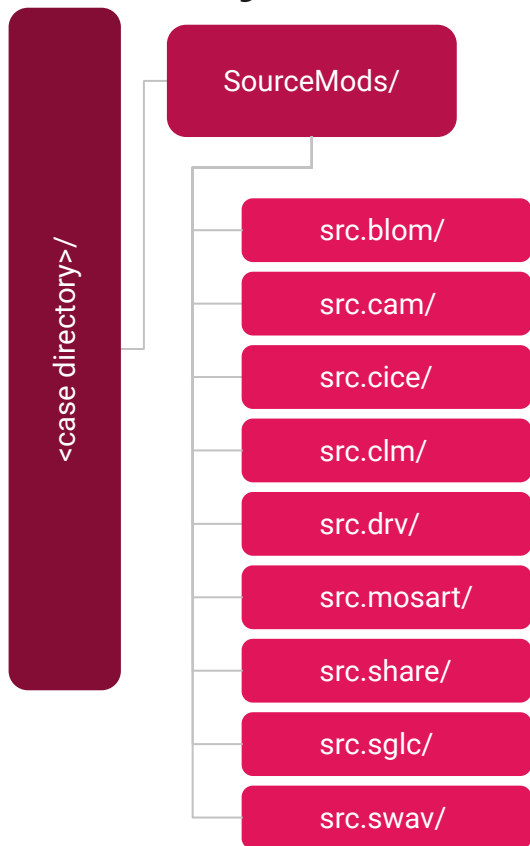 <case directory>/
SourceMods/
src.blom/
src.cam/
src.cice/
src.clm/
src.drv/
src.mosart/
src.share/
src.sglc/
src.swav/